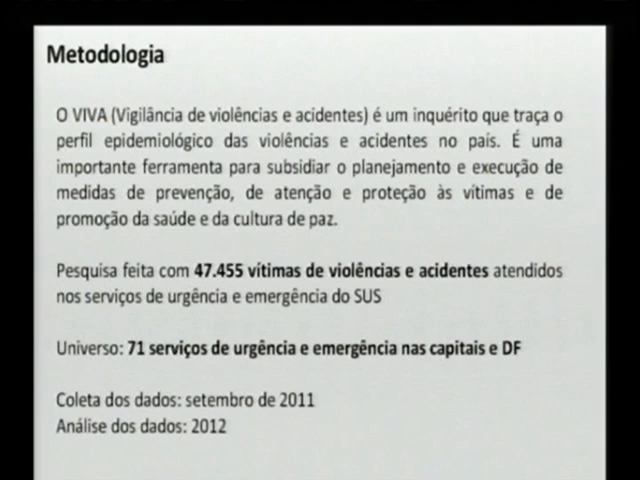 Metodologia
O VIVA (Vigilância de violências e acidentes) é um inquérito que traça o
perfil epidemiológico das violências e acidentes no país. É uma
importante ferramenta para subsidiar o planejamento e execução de
medidas de prevenção, de atenção e proteção às vítimas e de
promoção da saúde e da cultura de paz.
Pesquisa feita com 47.455 vítimas de violências e acidentes atendidos
nos serviços de urgência e emergência do SUS
Universo: 71 serviços de urgência e emergência nas capitais e DF
Coleta dos dados: setembro de 2011
Análise dos dados: 2012